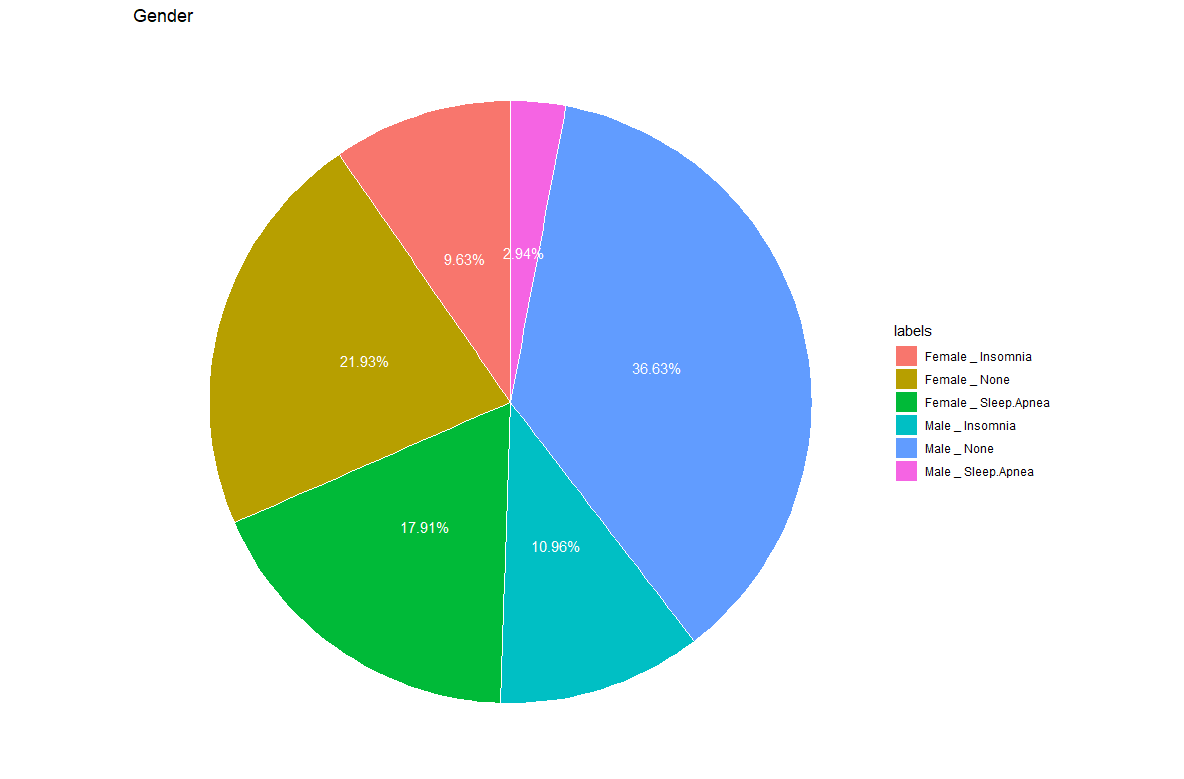 Gender
9.63%
2.94%
21.93%
36.63%
17.91%
10.96%
labels
Female _ Insomnia
Female _ None
Female _ Sleep.Apnea
Male _ Insomnia
Male _ None
Male _ Sleep.Apnea